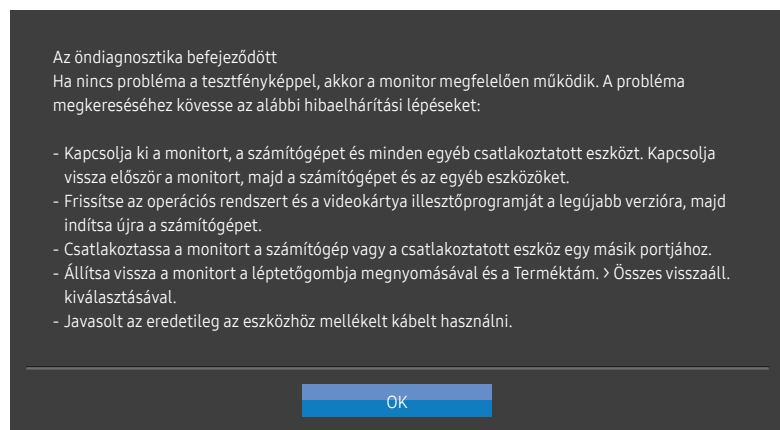 Az öndiagnosztika befejeződött
Ha nincs probléma a tesztfényképpel, akkor a monitor megfelelően működik. A probléma
megkereséséhez kövesse az alábbi hibaelhárítási lépéseket:
- Kapcsolja ki a monitort, a számítógépet és minden egyéb csatlakoztatott eszközt. Kapcsolja
vissza először a monitort, majd a számítógépet és az egyéb eszközöket.
- Frissítse az operációs rendszert és a videokártya illesztőprogramját a legújabb verzióra, majd
indítsa újra a számítógépet.
- Csatlakoztassa a monitort a számítógép vagy a csatlakoztatott eszköz egy másik portjához.
- Állítsa vissza a monitort a léptetőgombja megnyomásával és a Terméktám. > Összes visszaáll.
kiválasztásával.
- Javasolt az eredetileg az eszközhöz mellékelt kábelt használni.
OK